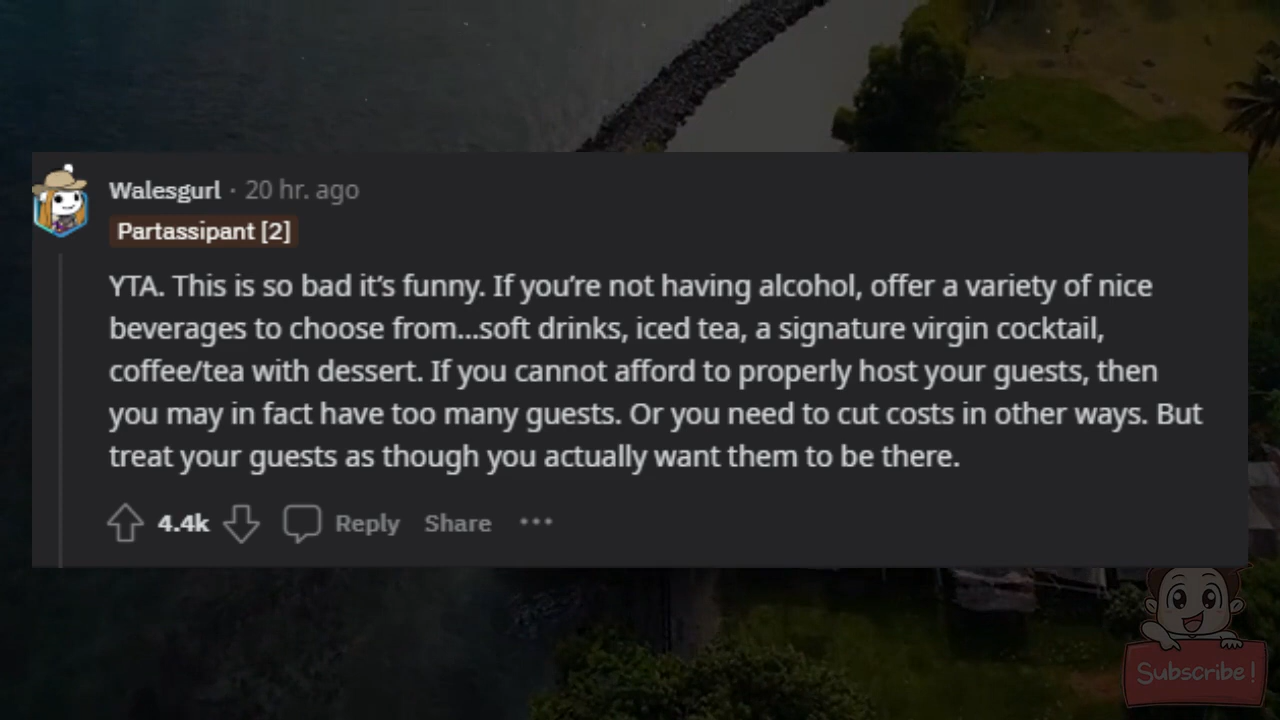 Walesgurl · 20 hr. ago
Partassipant [2]
YTA. This is so bad it’s funny. If you’re not having alcohol, offer a variety of nice
beverages to choose from...soft drinks, iced tea, a signature virgin cocktail,
coffee/tea with dessert. If you cannot afford to properly host your guests, then
you may in fact have too many guests. Or you need to cut costs in other ways. But
treat your guests as though you actually want them to be there.
4.4k Reply Share ···
Subscribe!